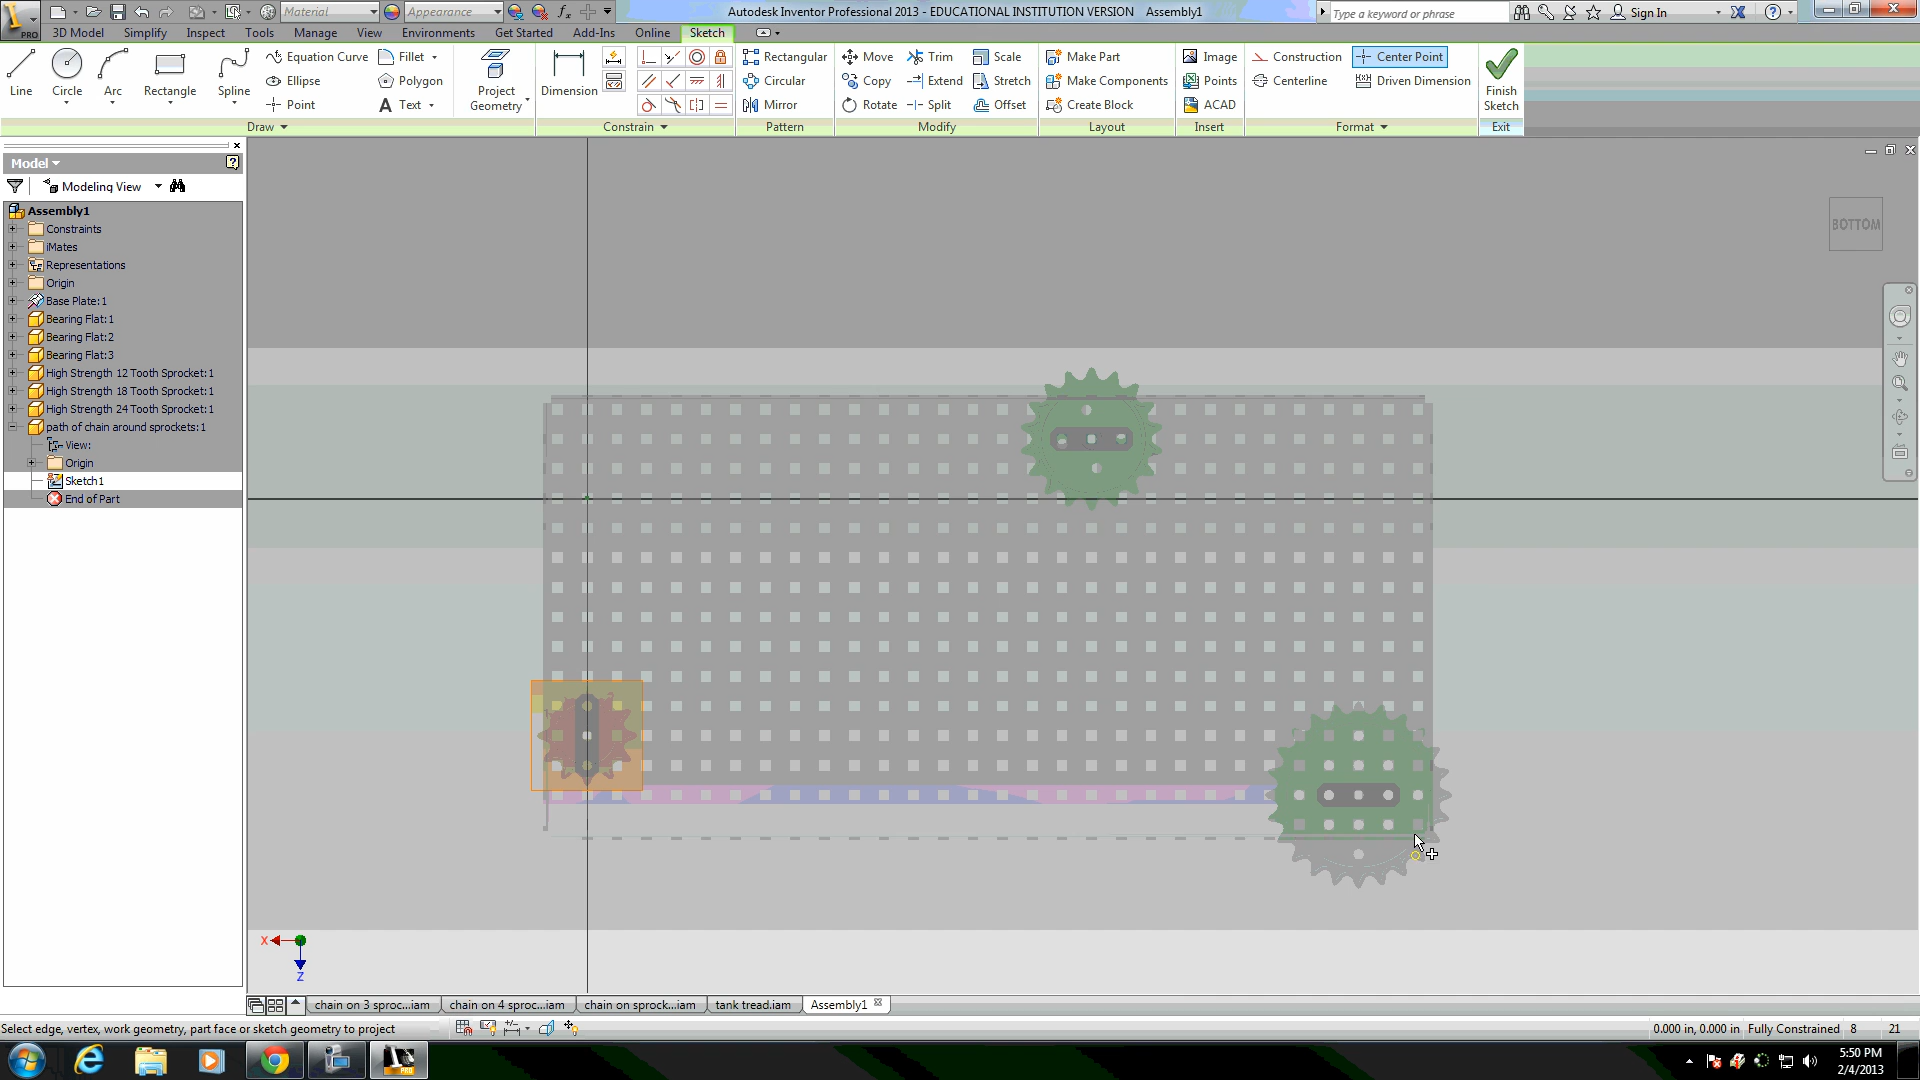 Material
Appearance
Autodesk Inventor Professional 2013 - EDUCATIONAL INSTITUTION VERSION Assembly1
Type a keyword or phrase
Sign In
PRO
3D Model
Simplify
Inspect
Tools
Manage
View
Environments
Get Started
Add-Ins
Online
Sketch
Line
Circle
Arc
Rectangle
Spline
Equation Curve
Ellipse
Point
Fillet
Polygon
Text
Project Geometry
Dimension
Rectangular
Circular
Mirror
Move
Copy
Rotate
Trim
Extend
Split
Scale
Stretch
Offset
Make Part
Make Components
Create Block
Image
Points
ACAD
Construction
Centerline
Center Point
Driven Dimension
Finish Sketch
Draw
Constrain
Pattern
Modify
Layout
Insert
Format
Exit
Model
Modeling View
Assembly1
Constraints
iMates
Representations
Origin
Base Plate:1
Bearing Flat:1
Bearing Flat:2
Bearing Flat:3
High Strength 12 Tooth Sprocket:1
High Strength 18 Tooth Sprocket:1
High Strength 24 Tooth Sprocket:1
path of chain around sprockets:1
View:
Origin
Sketch1
End of Part
BOTTOM
X
Z
chain on 3 sproc...iam
chain on 4 sproc...iam
chain on sprock...iam
tank tread.iam
Assembly1
Select edge, vertex, work geometry, part face or sketch geometry to project
0.000 in, 0.000 in Fully Constrained 8 21
5:50 PM
2/4/2013